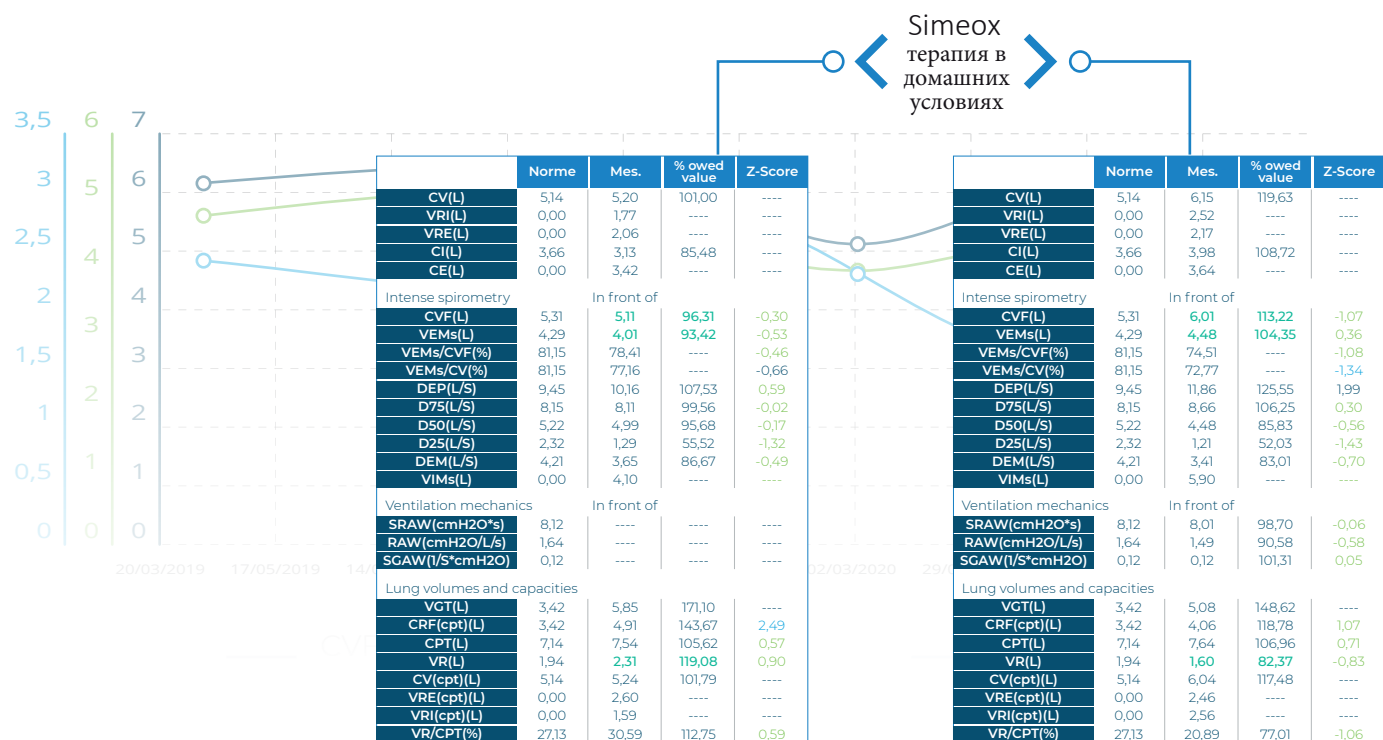 Simeox
терапия в
домашних
условиях
3,5 6 7
3 5 6
2,5 4 5
2 3 4
1,5 2 3
1 1 2
0,5 1
0 0 0
20/03/2019 17/05/2019 14/0
02/03/2020 29/0
Norme Mes. % owed value Z-Score
CV(L) 5,14 5,20 101,00 ----
VRI(L) 0,00 1,77 ---- ----
VRE(L) 0,00 2,06 ---- ----
CI(L) 3,66 3,13 85,48 ----
CE(L) 0,00 3,42 ---- ----
Intense spirometry In front of
CVF(L) 5,31 5,11 96,31 -0,30
VEMs(L) 4,29 4,01 93,42 -0,53
VEMs/CVF(%) 81,15 78,41 ---- -0,46
VEMs/CV(%) 81,15 77,16 ---- -0,66
DEP(L/S) 9,45 10,16 107,53 0,59
D75(L/S) 8,15 8,11 99,56 -0,02
D50(L/S) 5,22 4,99 95,68 -0,17
D25(L/S) 2,32 1,29 55,52 -1,32
DEM(L/S) 4,21 3,65 86,67 -0,49
VIMs(L) 0,00 4,10 ---- ----
Ventilation mechanics In front of
SRAW(cmH2O*s) 8,12 ---- ---- ----
RAW(cmH2O/L/s) 1,64 ---- ---- ----
SGAW(1/S*cmH2O) 0,12 ---- ---- ----
Lung volumes and capacities
VGT(L) 3,42 5,85 171,10 ----
CRF(cpt)(L) 3,42 4,91 143,67 2,49
CPT(L) 7,14 7,54 105,62 0,57
VR(L) 1,94 2,31 119,08 0,90
CV(cpt)(L) 5,14 5,24 101,79 ----
VRE(cpt)(L) 0,00 2,60 ---- ----
VRI(cpt)(L) 0,00 1,59 ---- ----
VR/CPT(%) 27,13 30,59 112,75 0,59
Norme Mes. % owed value Z-Score
CV(L) 5,14 6,15 119,63 ----
VRI(L) 0,00 2,52 ---- ----
VRE(L) 0,00 2,17 ---- ----
CI(L) 3,66 3,98 108,72 ----
CE(L) 0,00 3,64 ---- ----
Intense spirometry In front of
CVF(L) 5,31 6,01 113,22 -1,07
VEMs(L) 4,29 4,48 104,35 0,36
VEMs/CVF(%) 81,15 74,51 ---- -1,08
VEMs/CV(%) 81,15 72,77 ---- -1,34
DEP(L/S) 9,45 11,86 125,55 1,99
D75(L/S) 8,15 8,66 106,25 0,30
D50(L/S) 5,22 4,48 85,83 -0,56
D25(L/S) 2,32 1,21 52,03 -1,43
DEM(L/S) 4,21 3,41 83,01 -0,70
VIMs(L) 0,00 5,90 ---- ----
Ventilation mechanics In front of
SRAW(cmH2O*s) 8,12 8,01 98,70 -0,06
RAW(cmH2O/L/s) 1,64 1,49 90,58 -0,58
SGAW(1/S*cmH2O) 0,12 0,12 101,31 0,05
Lung volumes and capacities
VGT(L) 3,42 5,08 148,62 ----
CRF(cpt)(L) 3,42 4,06 118,78 1,07
CPT(L) 7,14 7,64 106,96 0,71
VR(L) 1,94 1,60 82,37 -0,83
CV(cpt)(L) 5,14 6,04 117,48 ----
VRE(cpt)(L) 0,00 2,46 ---- ----
VRI(cpt)(L) 0,00 2,56 ---- ----
VR/CPT(%) 27,13 20,89 77,01 -1,06